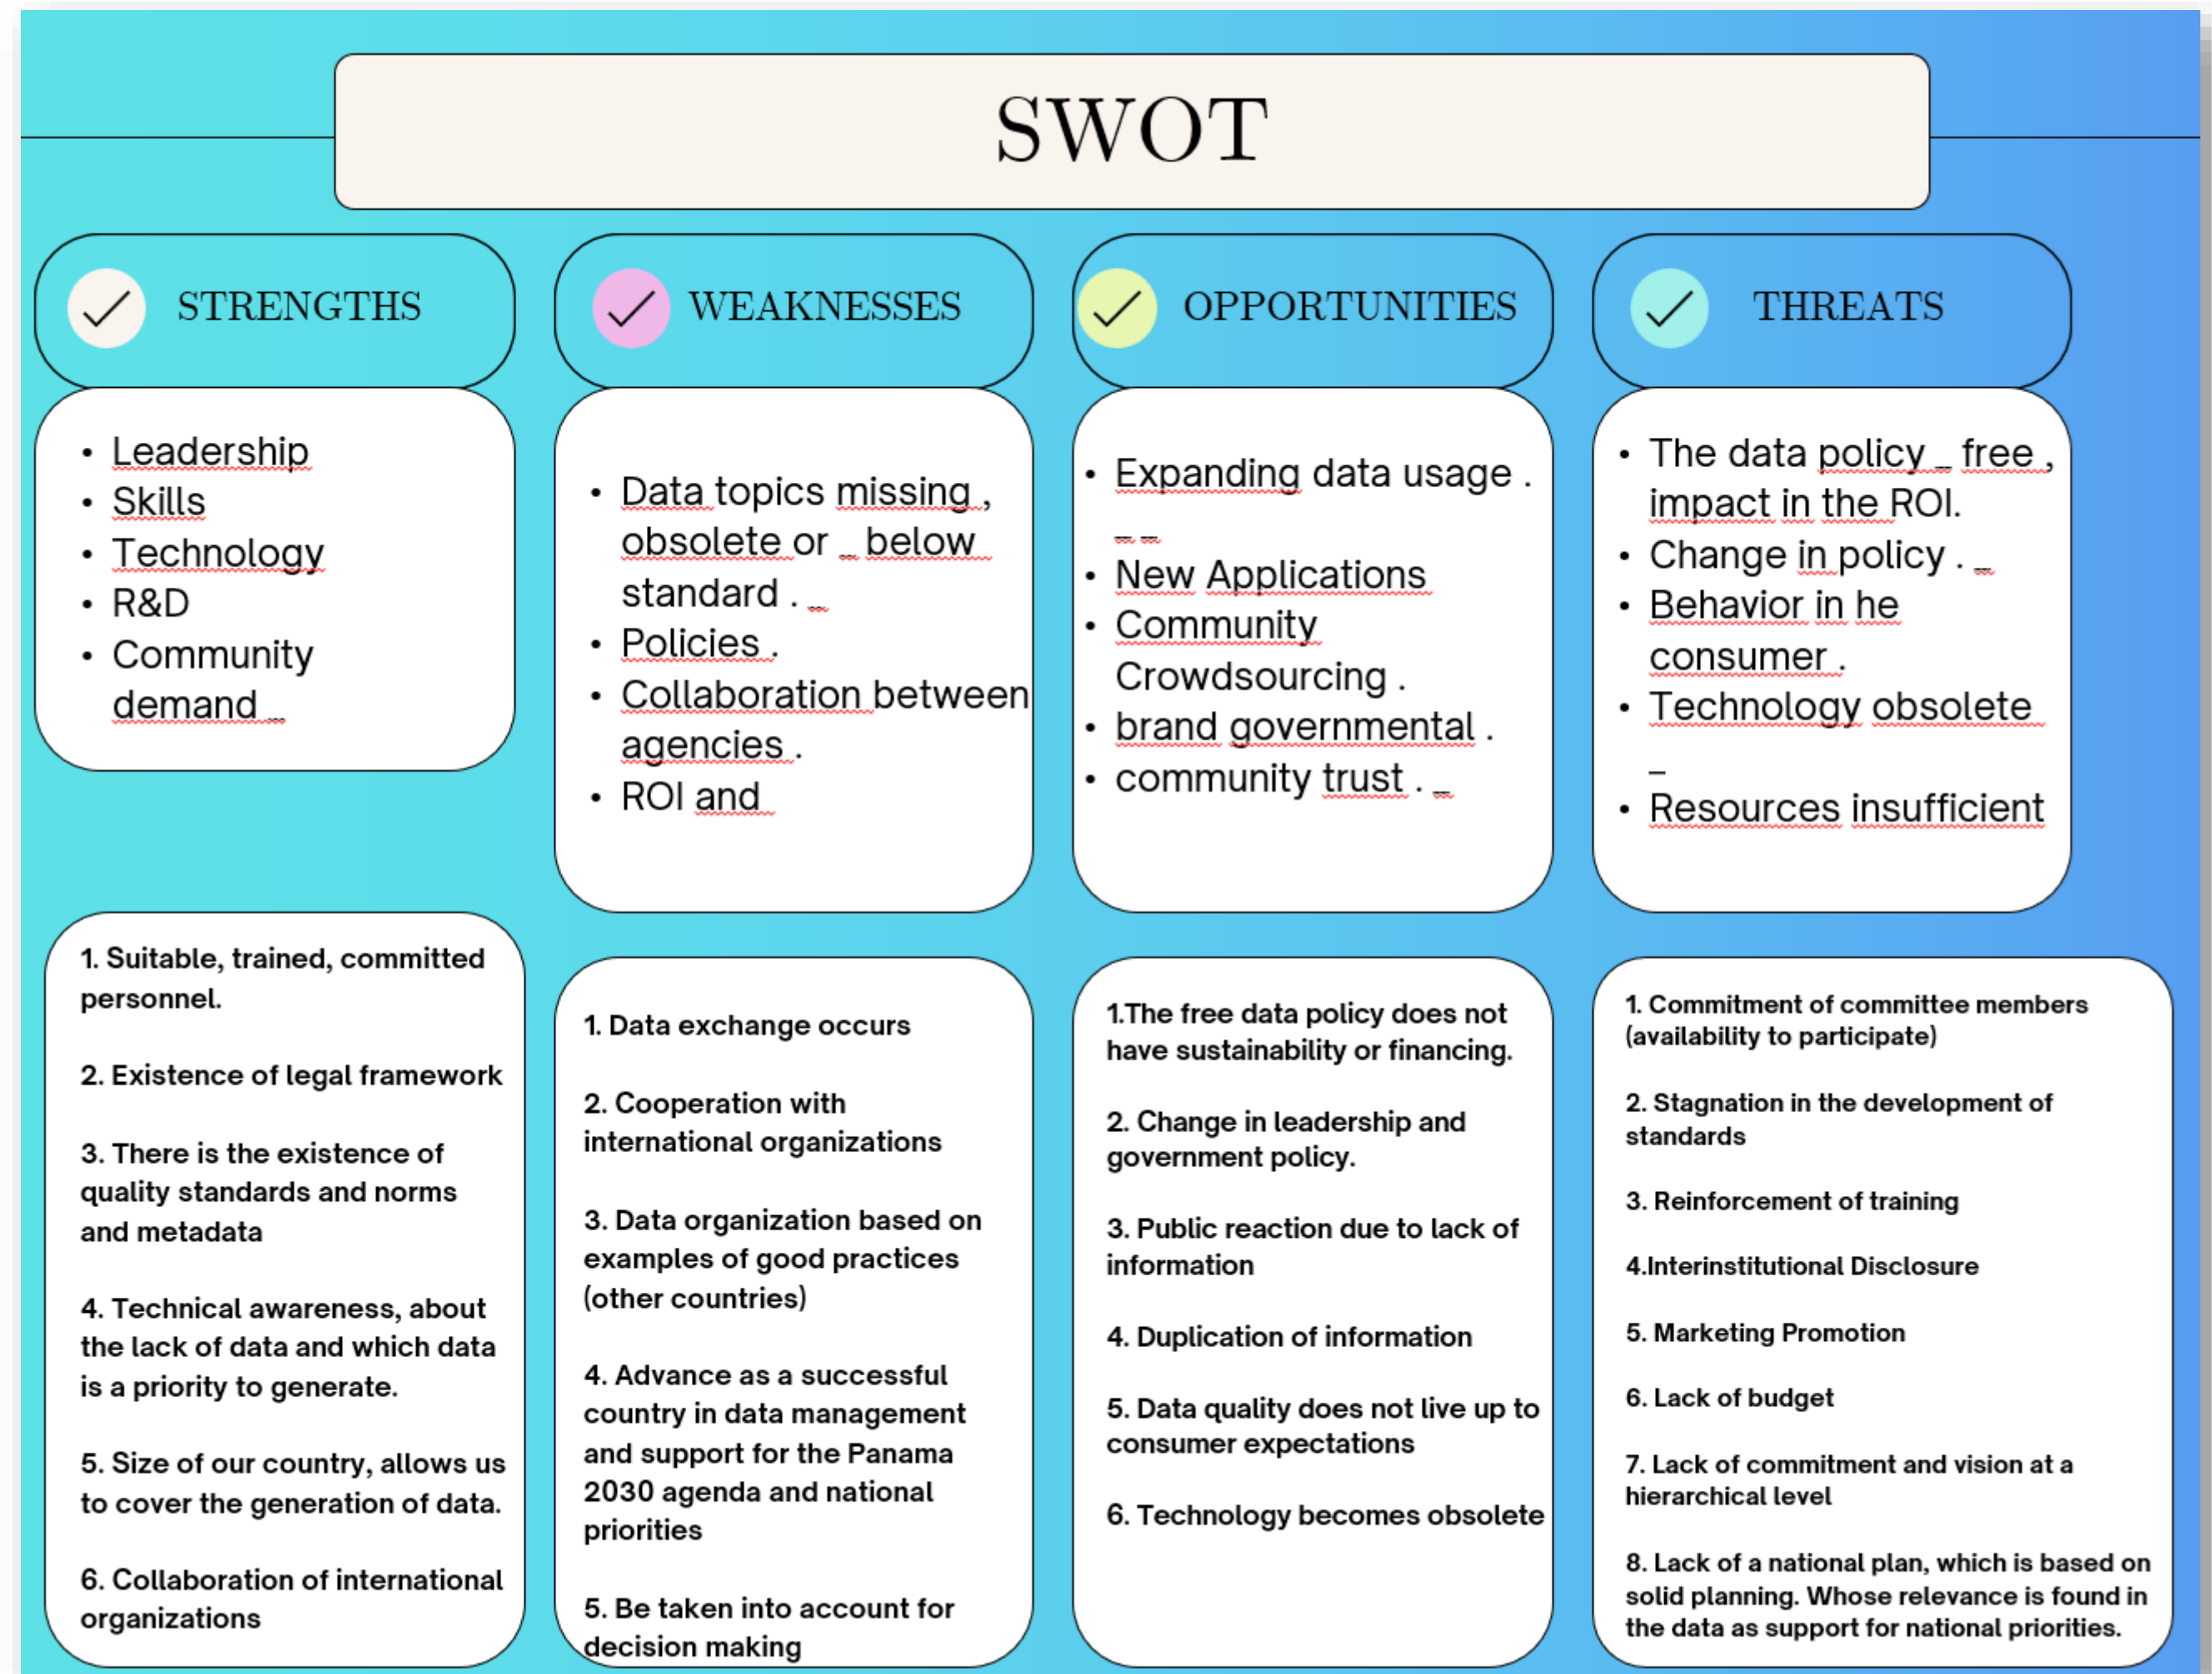 SWOT
STRENGTHS
Leadership
Skills
Technology
R&D
Community
demand _
WEAKNESSES
Data topics missing ,
obsolete or _ below
standard . _
Policies .
Collaboration between
agencies .
ROI and
OPPORTUNITIES
Expanding data usage .
_ _
New Applications
Community
Crowdsourcing .
brand governmental .
community trust . _
THREATS
The data policy _ free ,
impact in the ROI.
Change in policy . _
Behavior in he
consumer .
Technology obsolete
_
Resources insufficient
1. Suitable, trained, committed
personnel.
2. Existence of legal framework
3. There is the existence of
quality standards and norms
and metadata
4. Technical awareness, about
the lack of data and which data
is a priority to generate.
5. Size of our country, allows us
to cover the generation of data.
6. Collaboration of international
organizations
1. Data exchange occurs
2. Cooperation with
international organizations
3. Data organization based on
examples of good practices
(other countries)
4. Advance as a successful
country in data management
and support for the Panama
2030 agenda and national
priorities
5. Be taken into account for
decision making
1.The free data policy does not
have sustainability or financing.
2. Change in leadership and
government policy.
3. Public reaction due to lack of
information
4. Duplication of information
5. Data quality does not live up to
consumer expectations
6. Technology becomes obsolete
1. Commitment of committee members
(availability to participate)
2. Stagnation in the development of
standards
3. Reinforcement of training
4.Interinstitutional Disclosure
5. Marketing Promotion
6. Lack of budget
7. Lack of commitment and vision at a
hierarchical level
8. Lack of a national plan, which is based on
solid planning. Whose relevance is found in
the data as support for national priorities.